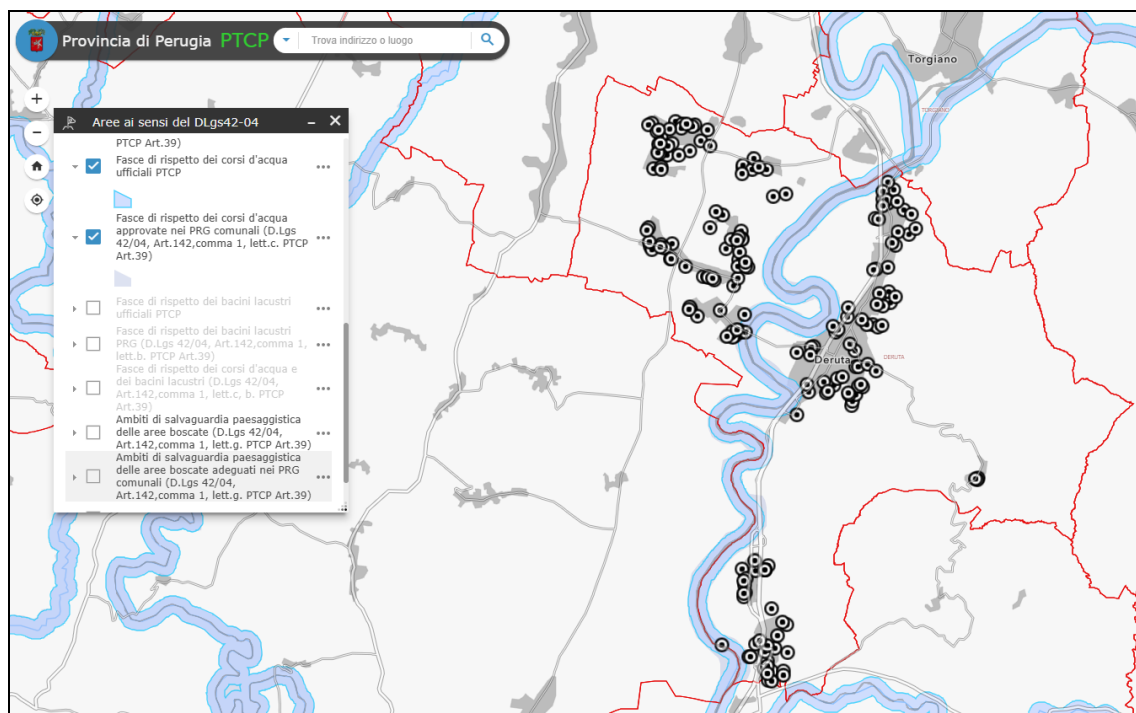 Provincia di Perugia PTCP
Trova indirizzo o luogo
Torgiano
TORGIANO
+
−
Aree ai sensi del DLgs42-04
PTCP Art.39)
Fasce di rispetto dei corsi d'acqua
ufficiali PTCP
Fasce di rispetto dei corsi d'acqua
approvate nei PRG comunali (D.Lgs
42/04, Art.142,comma 1, lett.c. PTCP
Art.39)
Fasce di rispetto dei bacini lacustri
ufficiali PTCP
Fasce di rispetto dei bacini lacustri
PRG (D.Lgs 42/04, Art.142,comma 1,
lett.b. PTCP Art.39)
Fasce di rispetto dei corsi d'acqua e
dei bacini lacustri (D.Lgs 42/04,
Art.142,comma 1, lett.c, b. PTCP
Art.39)
Ambiti di salvaguardia paesaggistica
delle aree boscate (D.Lgs 42/04,
Art.142,comma 1, lett.g. PTCP Art.39)
Ambiti di salvaguardia paesaggistica
delle aree boscate adeguati nei PRG
comunali (D.Lgs 42/04,
Art.142,comma 1, lett.g. PTCP Art.39)
Deruta
DERUTA